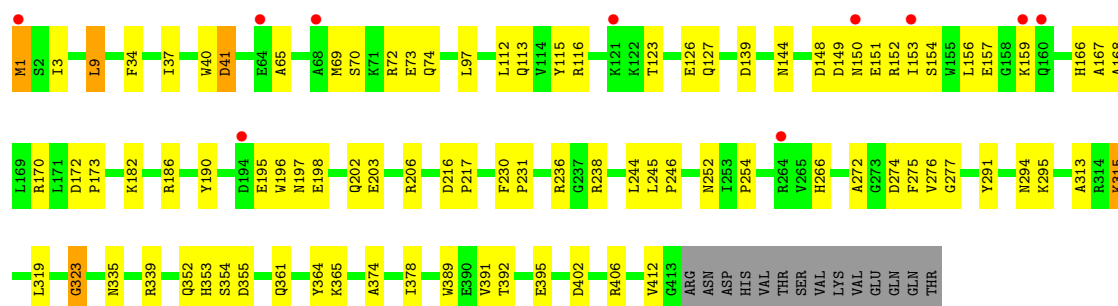 M1 S2 I3 L9 F34 I37 W40 D41 E64 A65 A68 M69 S70 K71 R72 E73 Q74 L97 L112 Q113 V114 Y115 R116 K121 K122 T123 E126 Q127 D139 N144 D148 D149 N150 E151 R152 I153 S154 W155 L156 E157 G158 K159 Q160 H166 A167 A168
L169 R170 L171 D172 P173 K182 R186 Y190 D194 E195 W196 N197 E198 Q202 E203 R206 D216 P217 F230 P231 R236 G237 R238 L244 L245 P246 N252 I253 P254 R264 V265 H266 A272 G273 D274 F275 V276 G277 Y291 N294 K295 A313 R314 K315
L319 G323 N335 R339 Q352 H353 S354 D355 Q361 Y364 K365 A374 I378 W389 E390 V391 T392 E395 D402 R406 V412 G413 ARG ASN ASP HIS VAL THR SER VAL LYS VAL GLU GLN GLN THR